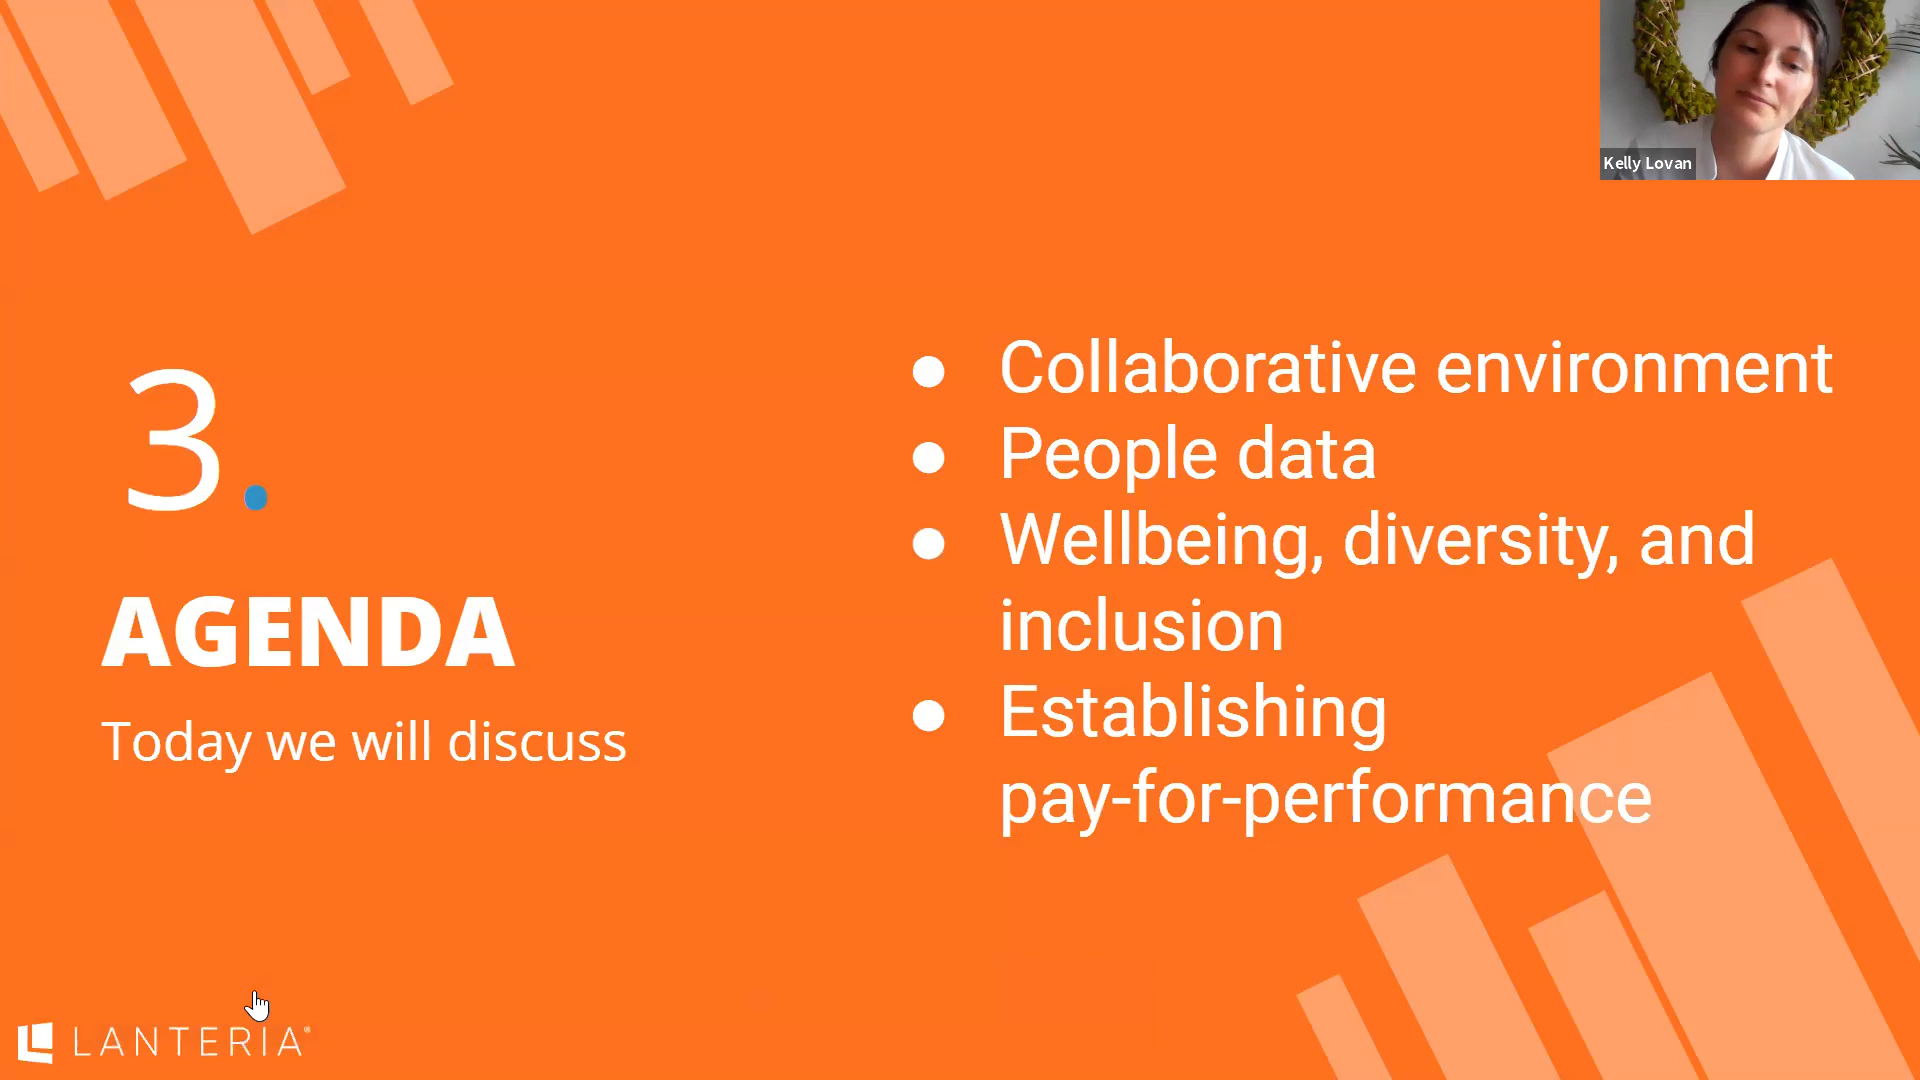 Kelly Lovan
3.
AGENDA
Today we will discuss
● Collaborative environment
● People data
● Wellbeing, diversity, and
inclusion
● Establishing
pay-for-performance
LANTERIA®